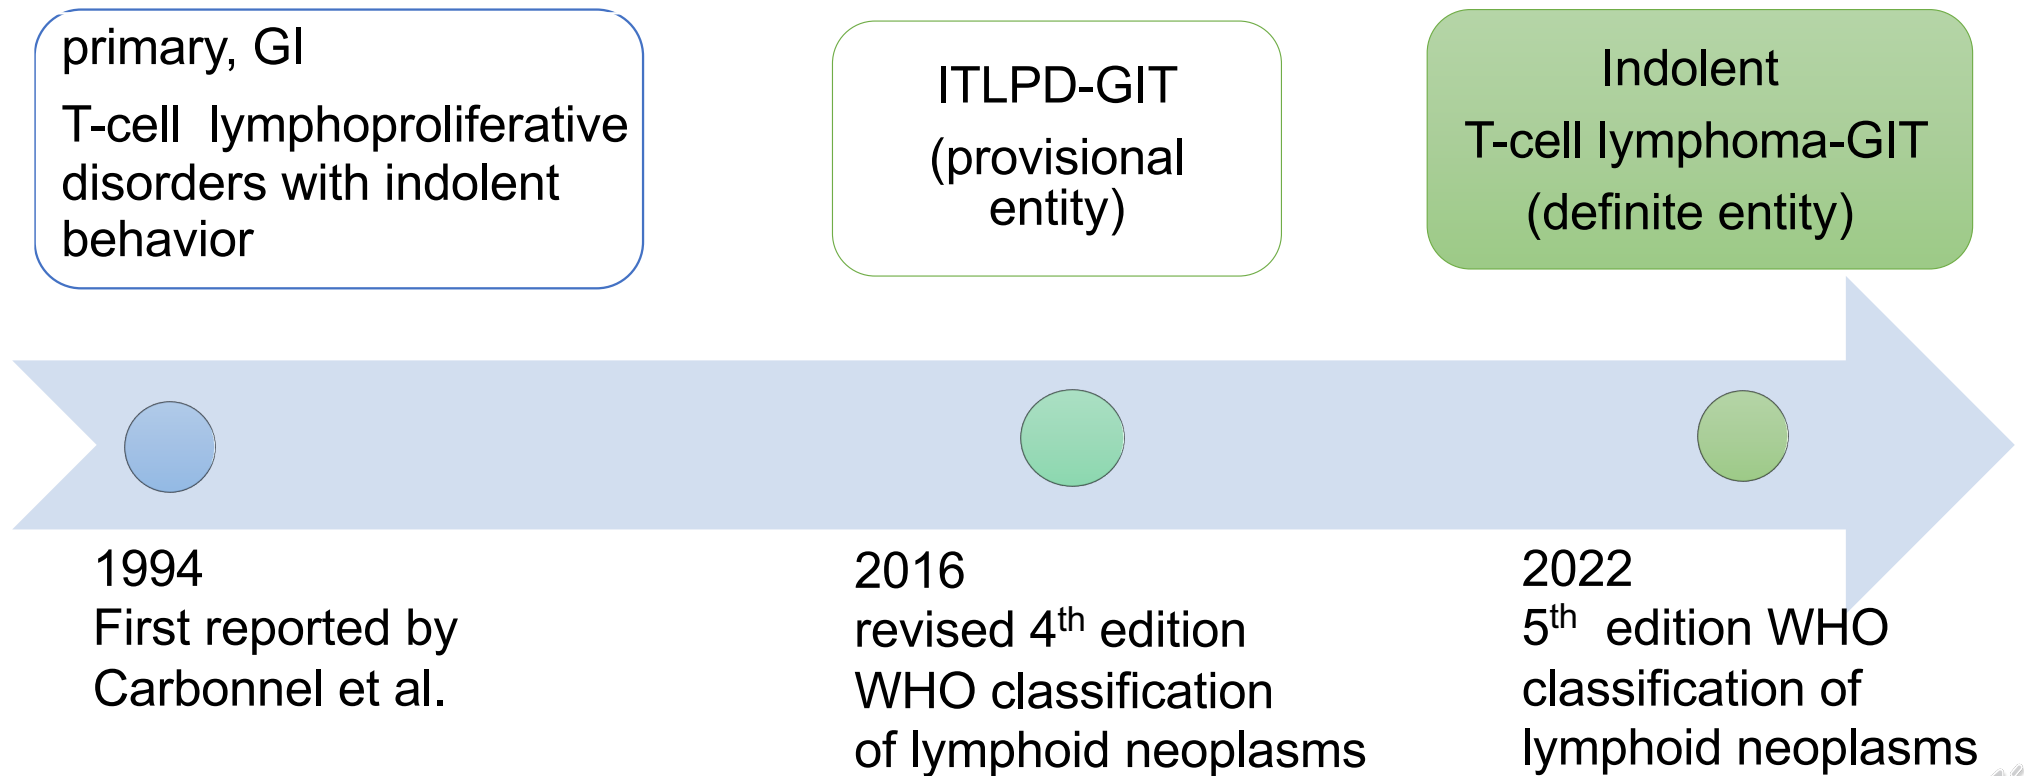 primary, GI
T-cell lymphoproliferative
disorders with indolent
behavior
ITLPD-GIT
(provisional
entity)
Indolent
T-cell lymphoma-GIT
(definite entity)
1994
First reported by
Carbonnel et al.
2016
revised 4th edition
WHO classification
of lymphoid neoplasms
2022
5th edition WHO
classification of
lymphoid neoplasms